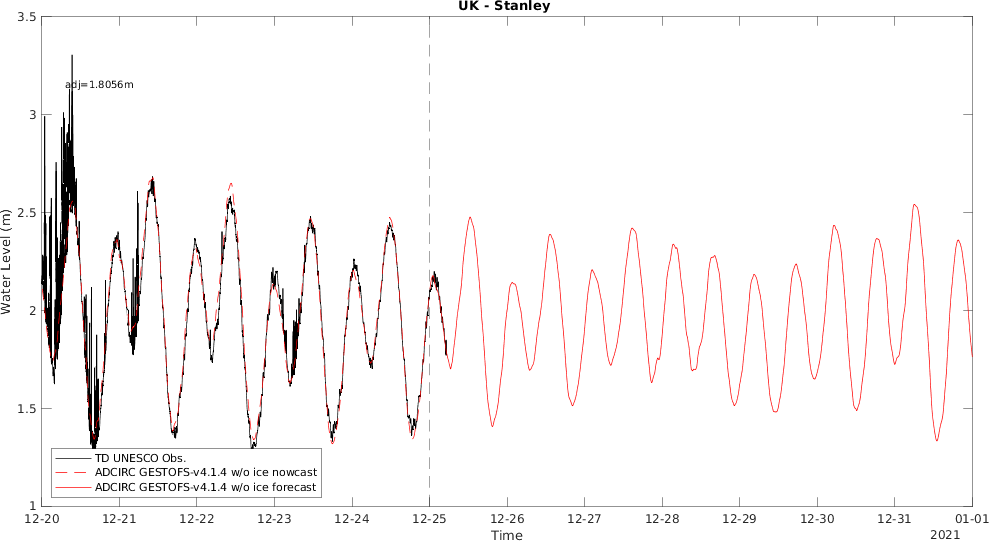 UK - Stanley
3.5
adj=1.8056m
3
2.5
Water Level (m)
2
1.5
TD UNESCO Obs.
ADCIRC GESTOFS-v4.1.4 w/o ice nowcast
ADCIRC GESTOFS-v4.1.4 w/o ice forecast
1
12-20 12-21 12-22 12-23 12-24 12-25 12-26 12-27 12-28 12-29 12-30 12-31 01-01
Time
2021